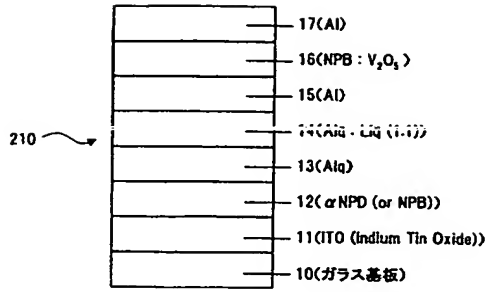 17(Al)
16(NPB : V₂O₅)
15(Al)
14(Alq : Liq (1:1))
13(Alq)
12(αNPD (or NPB))
11(ITO (Indium Tin Oxide))
10(ガラス基板)
210